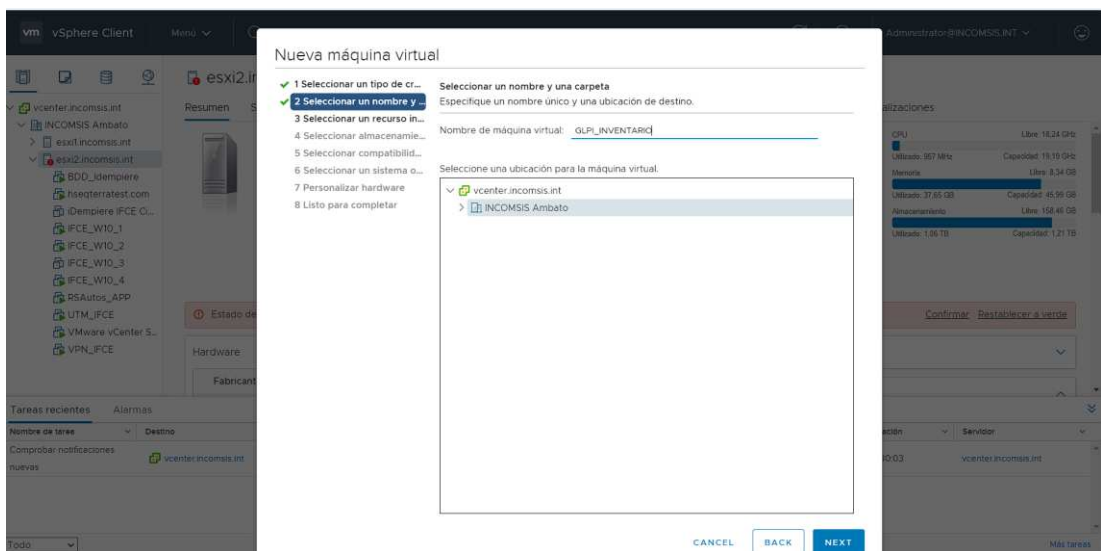 vm vSphere Client Menú Administrator@INCOMSIS.INT
vcenter.incomsis.int
INCOMSIS Ambato
esxi1.incomsis.int
esxi2.incomsis.int
BDD_Idempiere
hseqterratest.com
iDempiere IFCE Cl...
IFCE_W10_1
IFCE_W10_2
IFCE_W10_3
IFCE_W10_4
RSAutos_APP
UTM_IFCE
VMware vCenter S...
VPN_IFCE
esxi2.in
Resumen S
Estado de
Hardware
Fabricant
Nueva máquina virtual
1 Seleccionar un tipo de cr...
2 Seleccionar un nombre y ...
3 Seleccionar un recurso in...
4 Seleccionar almacenamie...
5 Seleccionar compatibilid...
6 Seleccionar un sistema o...
7 Personalizar hardware
8 Listo para completar
Seleccionar un nombre y una carpeta
Especifique un nombre único y una ubicación de destino.
Nombre de máquina virtual: GLPI_INVENTARIO
Seleccione una ubicación para la máquina virtual.
vcenter.incomsis.int
INCOMSIS Ambato
CANCEL BACK NEXT
alizaciones
CPU Libre: 18,24 GHz
Utilizado: 957 MHz Capacidad: 19,19 GHz
Memoria Libre: 8,34 GB
Utilizado: 37,65 GB Capacidad: 45,99 GB
Almacenamiento Libre: 158,46 GB
Utilizado: 1,06 TB Capacidad: 1,21 TB
Confirmar Restablecer a verde
Tareas recientes Alarmas
Nombre de tarea Destino ación Servidor
Comprobar notificaciones
nuevas
vcenter.incomsis.int 10:03 vcenter.incomsis.int
Todo Más tareas